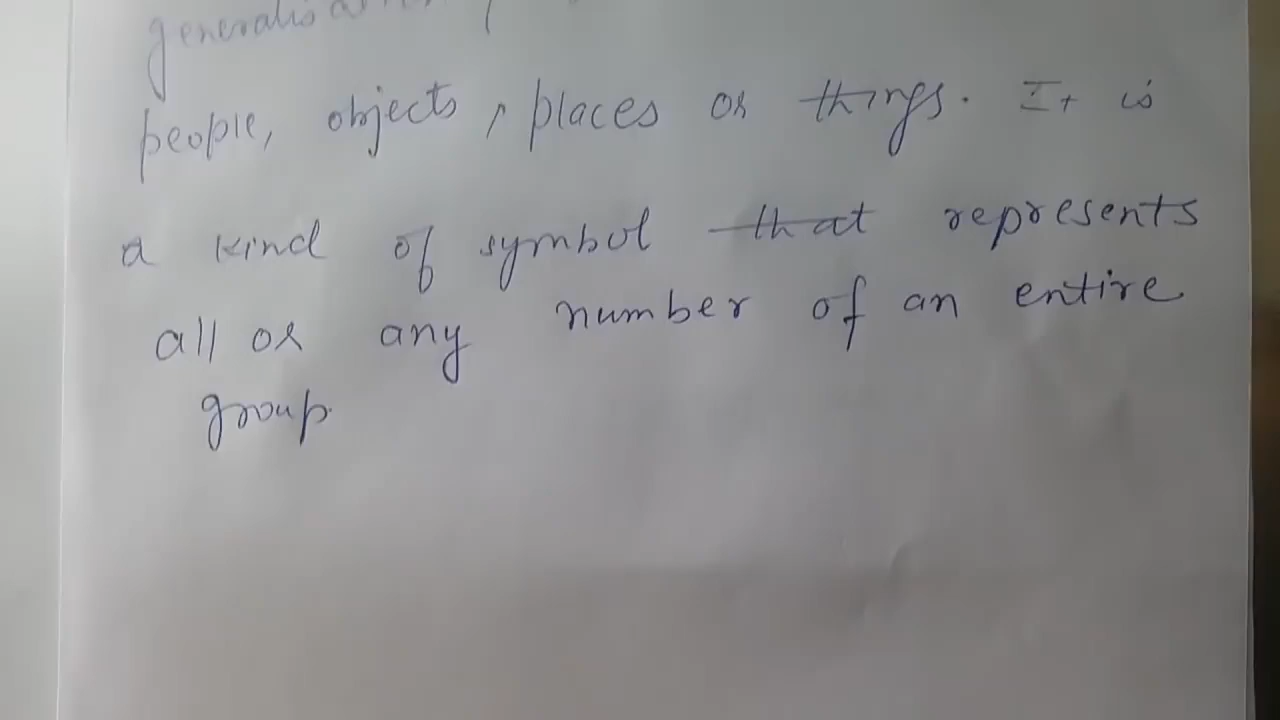 people, objects, places or things. It is
a kind of symbol that represents
all or any number of an entire
group.